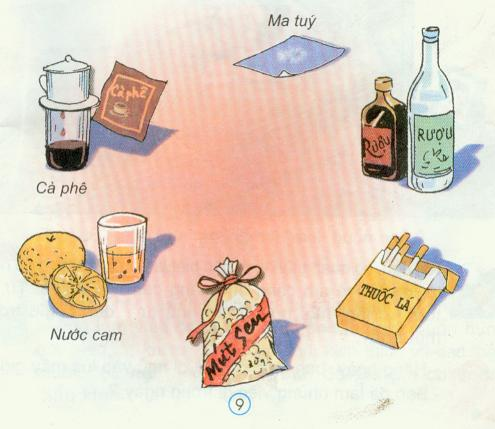 Ma tuý
Cà phê
Rượu
RƯỢU
Cà phê
Nước cam
THUỐC LÁ
Mứt Sen
9